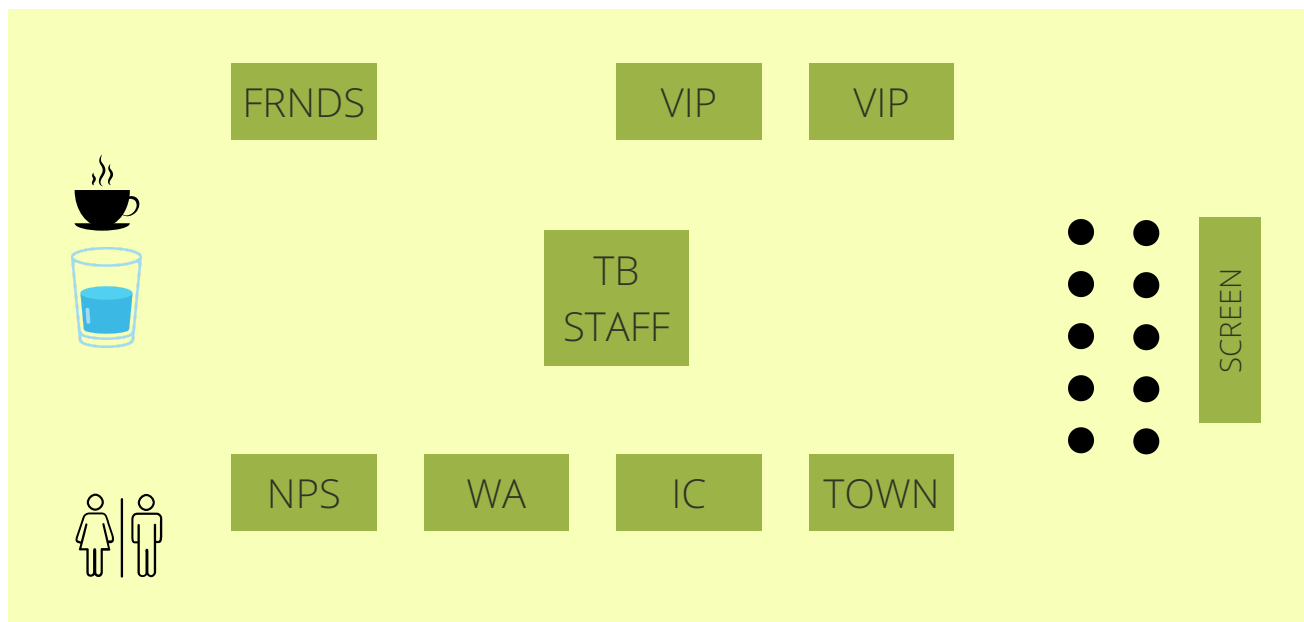 FRNDS
VIP
VIP
TB
STAFF
SCREEN
NPS
WA
IC
TOWN